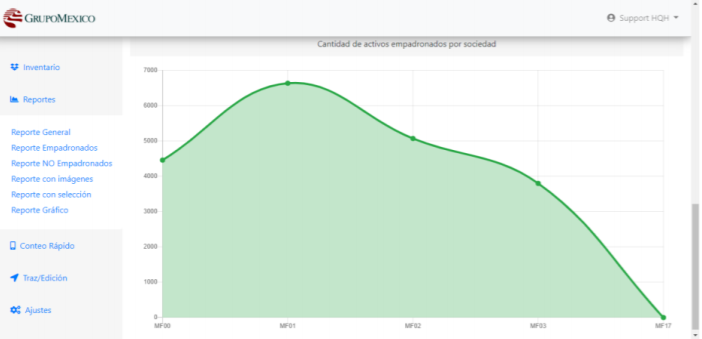 GRUPOMEXICO
Support HQH
Cantidad de activos empadronados por sociedad
Inventario
Reportes
Reporte General
Reporte Empadronados
Reporte NO Empadronados
Reporte con imágenes
Reporte con selección
Reporte Gráfico
Conteo Rápido
Traz/Edición
Ajustes
7000
6000
5000
4000
3000
2000
1000
0
MF00
MF01
MF02
MF03
MF17